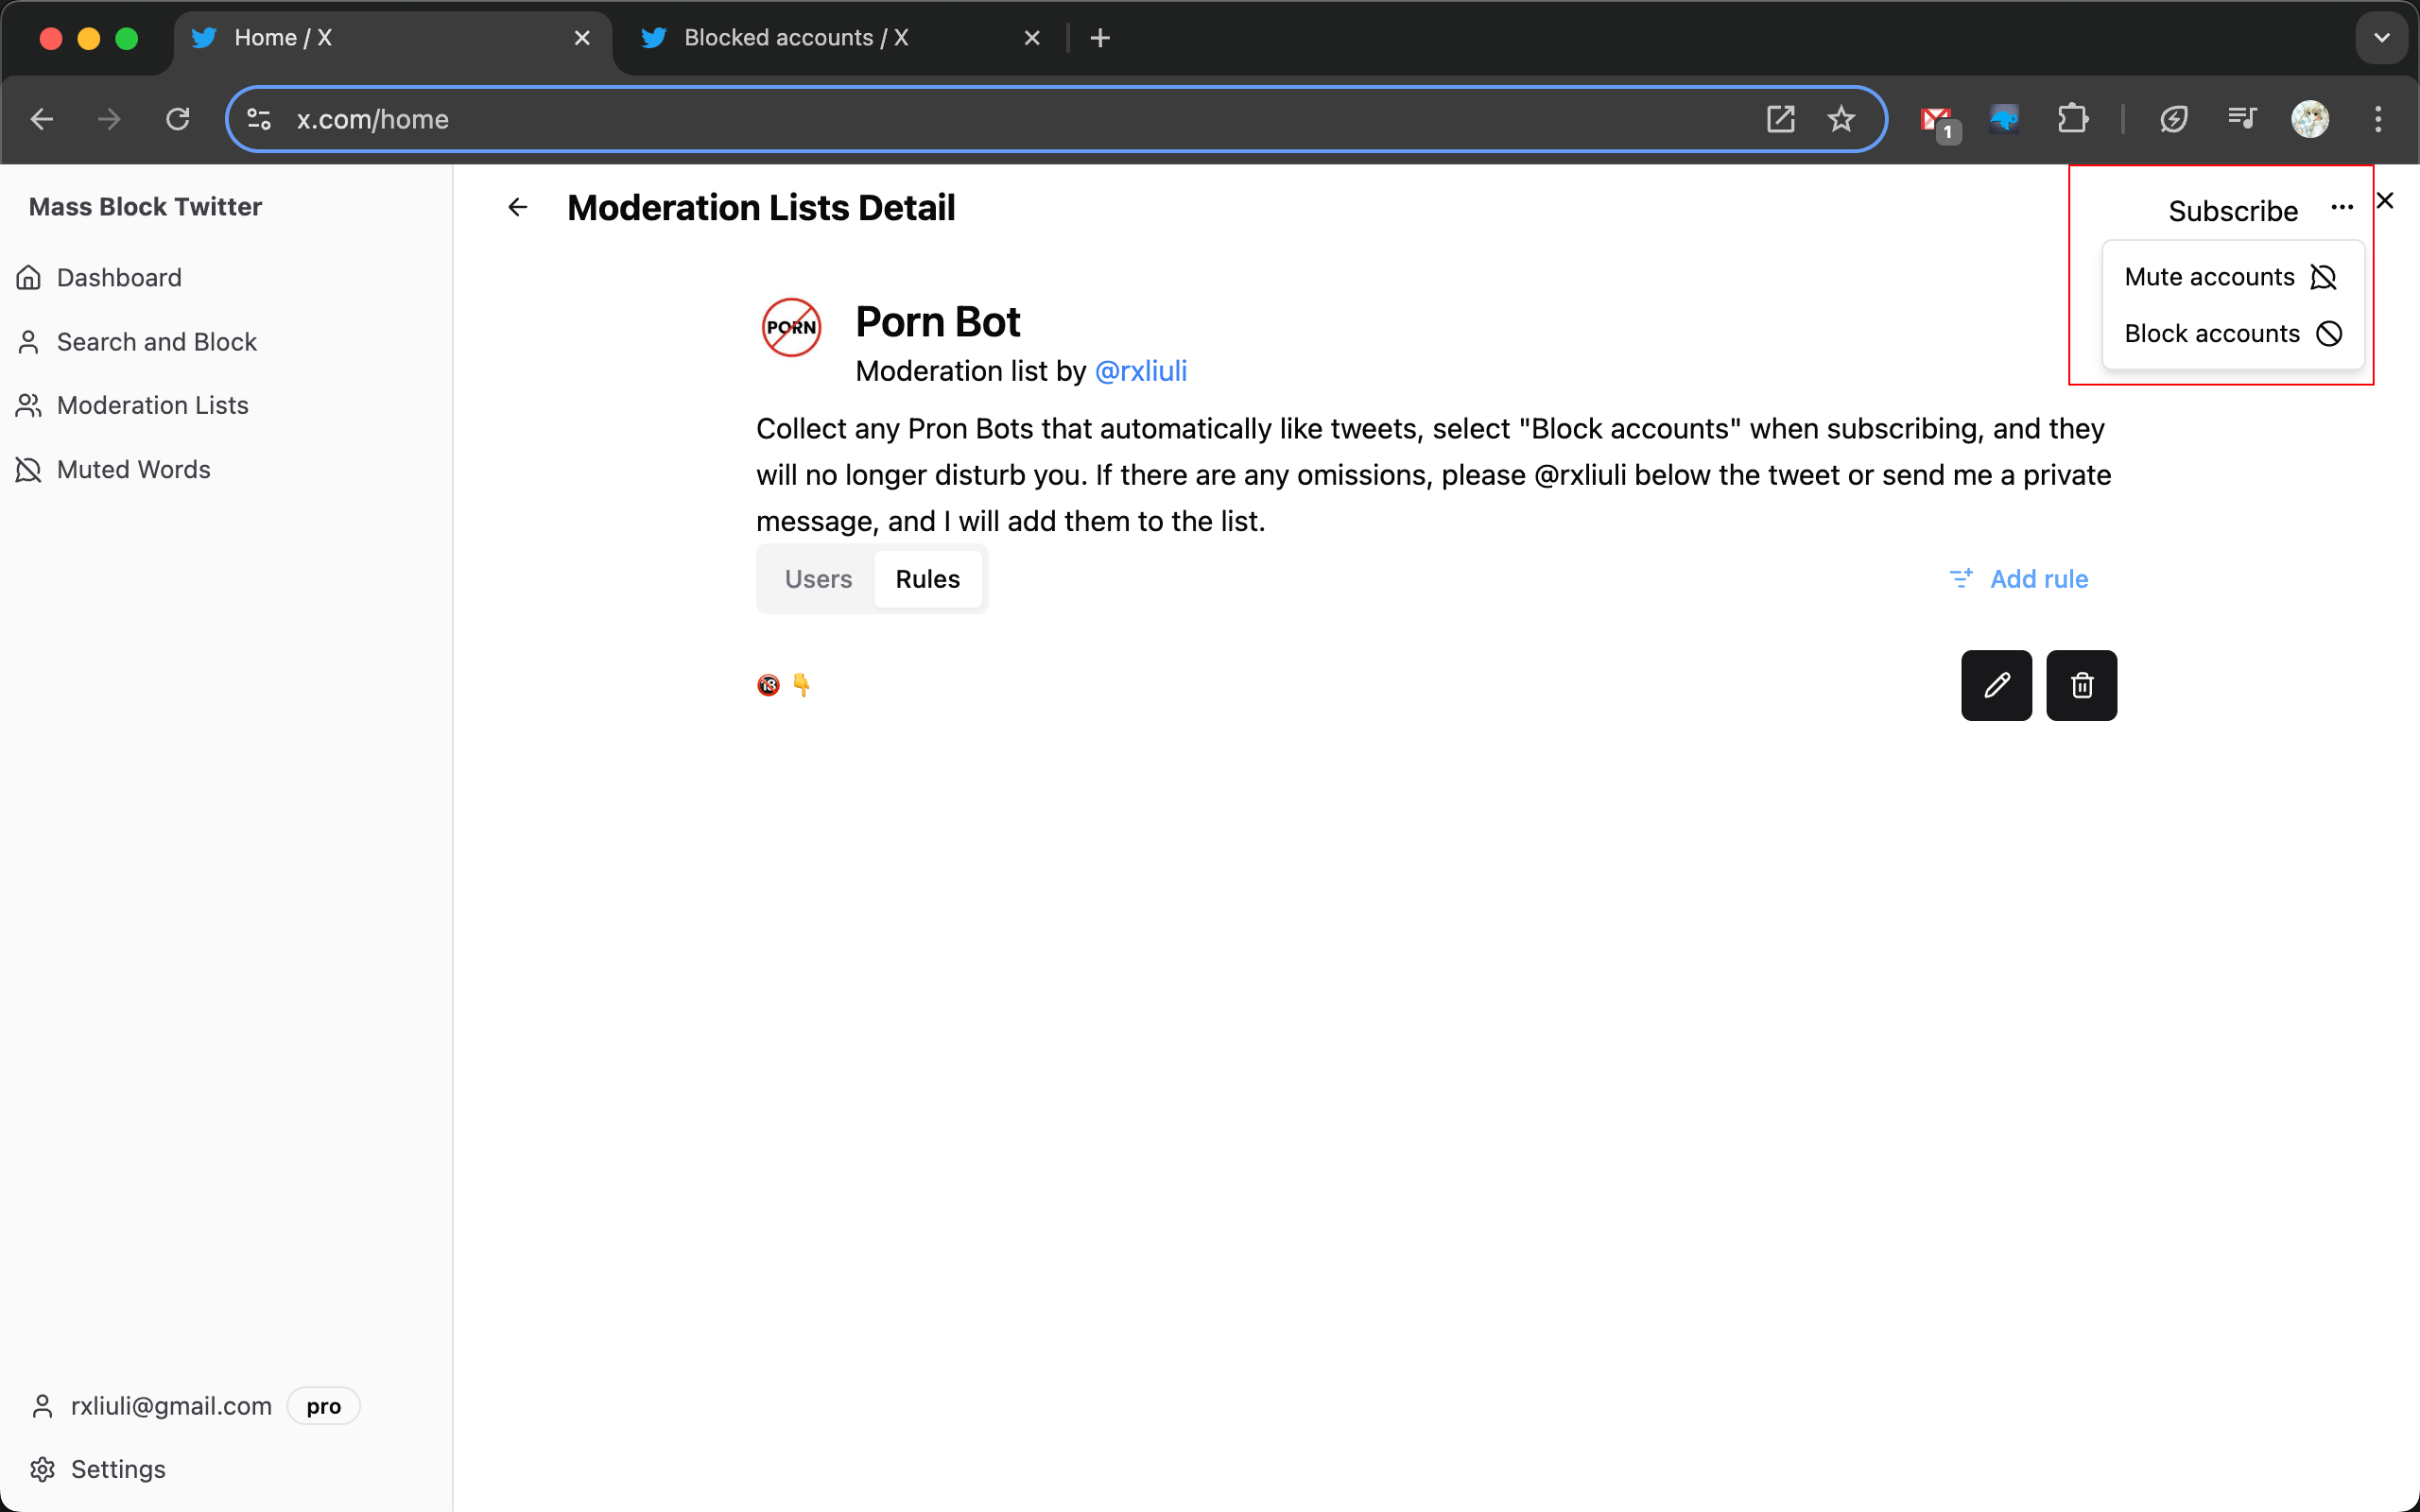 Home / X
Blocked accounts / X
x.com/home
1
Mass Block Twitter
Dashboard
Search and Block
Moderation Lists
Muted Words
Moderation Lists Detail
Subscribe
Mute accounts
Block accounts
PORN
Porn Bot
Moderation list by @rxliuli
Collect any Pron Bots that automatically like tweets, select "Block accounts" when subscribing, and they
will no longer disturb you. If there are any omissions, please @rxliuli below the tweet or send me a private
message, and I will add them to the list.
Users
Rules
Add rule
🔞 👇
rxliuli@gmail.com
pro
Settings